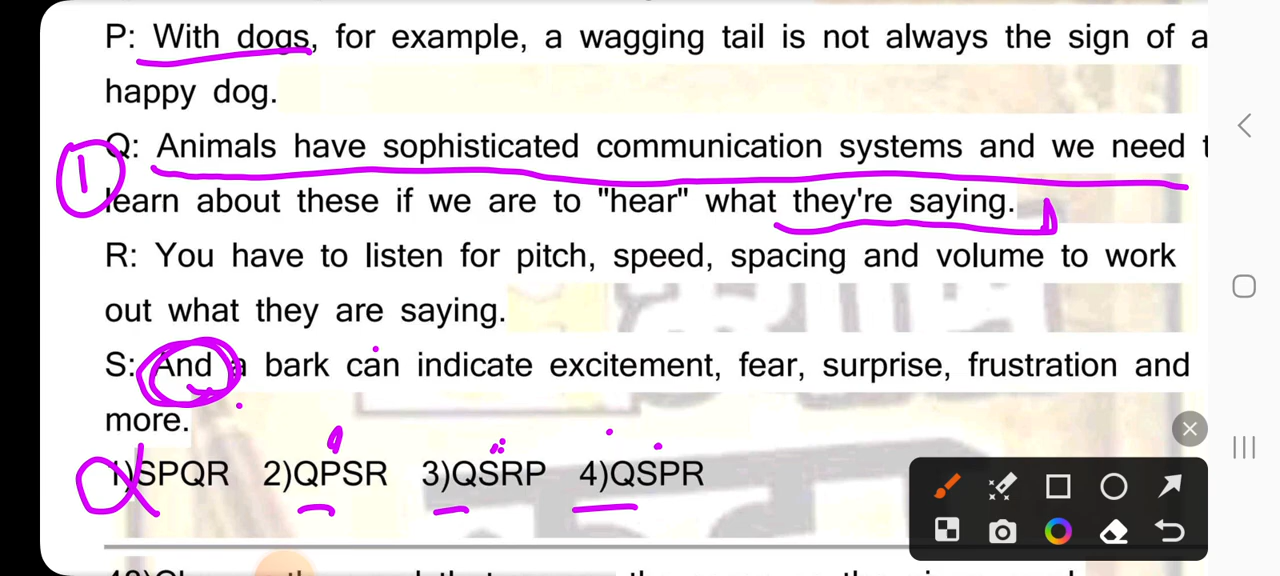 P: With dogs, for example, a wagging tail is not always the sign of a
happy dog.
Q: Animals have sophisticated communication systems and we need
learn about these if we are to "hear" what they're saying.
R: You have to listen for pitch, speed, spacing and volume to work
out what they are saying.
S: And a bark can indicate excitement, fear, surprise, frustration and
more.
1)SPQR 2)QPSR 3)QSRP 4)QSPR